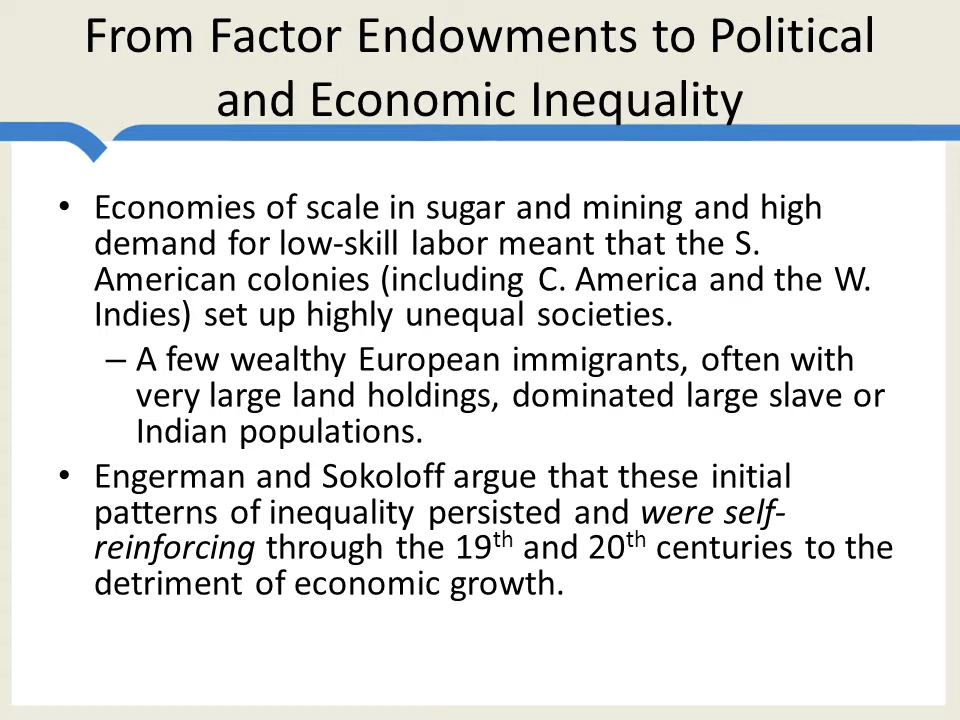 From Factor Endowments to Political
and Economic Inequality
• Economies of scale in sugar and mining and high
demand for low-skill labor meant that the S.
American colonies (including C. America and the W.
Indies) set up highly unequal societies.
– A few wealthy European immigrants, often with
very large land holdings, dominated large slave or
Indian populations.
• Engerman and Sokoloff argue that these initial
patterns of inequality persisted and were self-
reinforcing through the 19th and 20th centuries to the
detriment of economic growth.